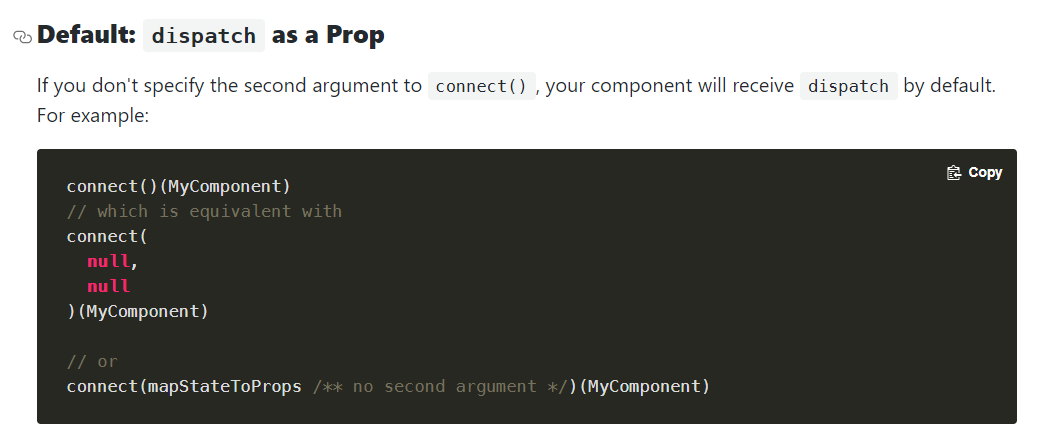 Default: dispatch as a Prop
If you don't specify the second argument to connect(), your component will receive dispatch by default.
For example:
Copy
connect()(MyComponent)
// which is equivalent with
connect(
  null,
  null
)(MyComponent)

// or
connect(mapStateToProps /** no second argument */)(MyComponent)